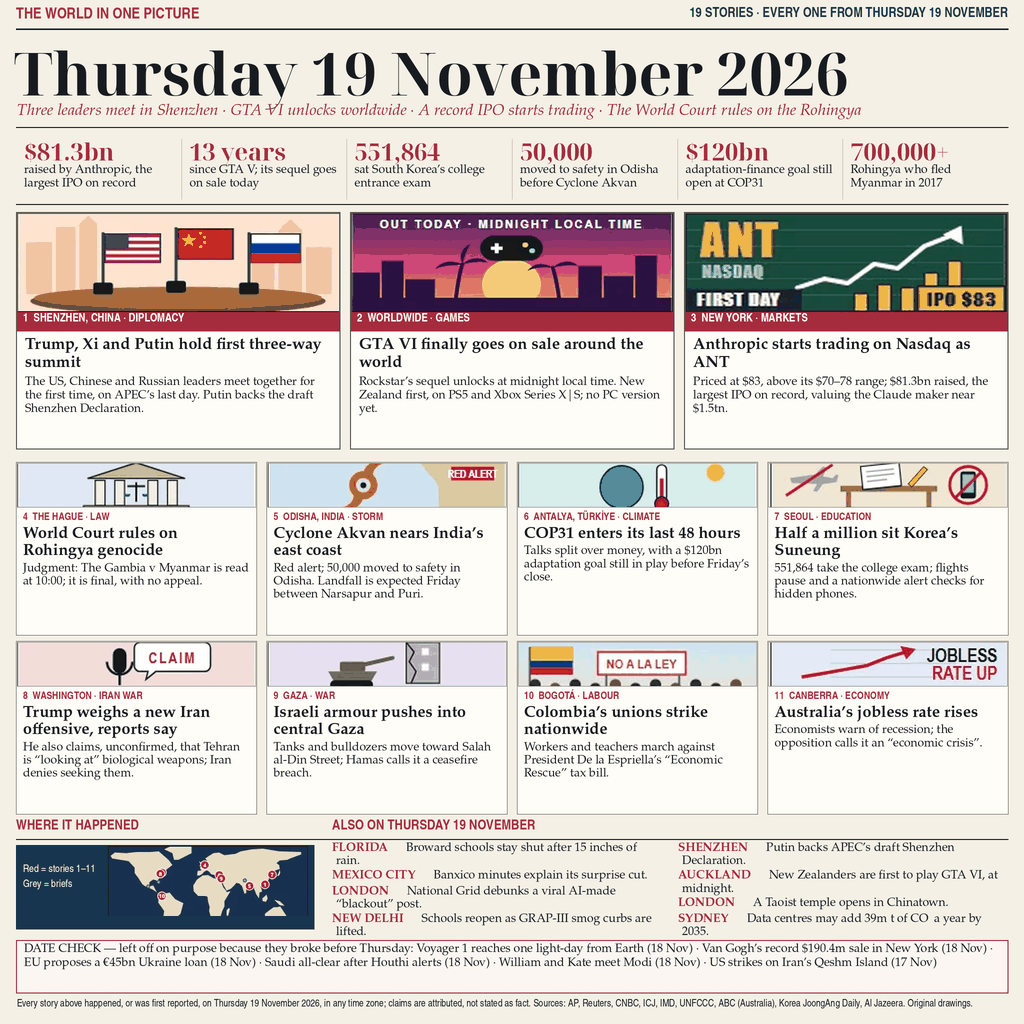 THE WORLD IN ONE PICTURE
19 STORIES · EVERY ONE FROM THURSDAY 19 NOVEMBER
Thursday 19 November 2026
Three leaders meet in Shenzhen · GTA VI unlocks worldwide · A record IPO starts trading · The World Court rules on the Rohingya
$81.3bn
raised by Anthropic, the
largest IPO on record
13 years
since GTA V; its sequel goes
on sale today
551,864
sat South Korea's college
entrance exam
50,000
moved to safety in Odisha
before Cyclone Akvan
$120bn
adaptation-finance goal still
open at COP31
700,000+
Rohingya who fled
Myanmar in 2017
1 SHENZHEN, CHINA · DIPLOMACY
Trump, Xi and Putin hold first three-way
summit
The US, Chinese and Russian leaders meet together for
the first time, on APEC's last day. Putin backs the draft
Shenzhen Declaration.
OUT TODAY · MIDNIGHT LOCAL TIME
2 WORLDWIDE · GAMES
GTA VI finally goes on sale around the
world
Rockstar's sequel unlocks at midnight local time. New
Zealand first, on PS5 and Xbox Series X|S; no PC version
yet.
ANT
NASDAQ
FIRST DAY
IPO $83
3 NEW YORK · MARKETS
Anthropic starts trading on Nasdaq as
ANT
Priced at $83, above its $70–78 range; $81.3bn raised, the
largest IPO on record, valuing the Claude maker near
$1.5tn.
4 THE HAGUE · LAW
World Court rules on
Rohingya genocide
Judgment: The Gambia v Myanmar is read
at 10:00; it is final, with no appeal.
RED ALERT
5 ODISHA, INDIA · STORM
Cyclone Akvan nears India's
east coast
Red alert; 50,000 moved to safety in
Odisha. Landfall is expected Friday
between Narsapur and Puri.
6 ANTALYA, TÜRKİYE · CLIMATE
COP31 enters its last 48 hours
Talks split over money, with a $120bn
adaptation goal still in play before Friday's
close.
7 SEOUL · EDUCATION
Half a million sit Korea's
Suneung
551,864 take the college exam; flights
pause and a nationwide alert checks for
hidden phones.
CLAIM
8 WASHINGTON · IRAN WAR
Trump weighs a new Iran
offensive, reports say
He also claims, unconfirmed, that Tehran
is "looking at" biological weapons; Iran
denies seeking them.
9 GAZA · WAR
Israeli armour pushes into
central Gaza
Tanks and bulldozers move toward Salah
al-Din Street; Hamas calls it a ceasefire
breach.
NO A LA LEY
10 BOGOTÁ · LABOUR
Colombia's unions strike
nationwide
Workers and teachers march against
President De la Espriella's "Economic
Rescue" tax bill.
JOBLESS
RATE UP
11 CANBERRA · ECONOMY
Australia's jobless rate rises
Economists warn of recession; the
opposition calls it an "economic crisis".
WHERE IT HAPPENED
Red = stories 1–11
Grey = briefs
ALSO ON THURSDAY 19 NOVEMBER
FLORIDA Broward schools stay shut after 15 inches of
rain.
MEXICO CITY Banxico minutes explain its surprise cut.
LONDON National Grid debunks a viral AI-made
"blackout" post.
NEW DELHI Schools reopen as GRAP-III smog curbs are
lifted.
SHENZHEN Putin backs APEC's draft Shenzhen
Declaration.
AUCKLAND New Zealanders are first to play GTA VI, at
midnight.
LONDON A Taoist temple opens in Chinatown.
SYDNEY Data centres may add 39m t of CO a year by
2035.
DATE CHECK — left off on purpose because they broke before Thursday: Voyager 1 reaches one light-day from Earth (18 Nov) · Van Gogh's record $190.4m sale in New York (18 Nov) ·
EU proposes a €45bn Ukraine loan (18 Nov) · Saudi all-clear after Houthi alerts (18 Nov) · William and Kate meet Modi (18 Nov) · US strikes on Iran's Qeshm Island (17 Nov)
Every story above happened, or was first reported, on Thursday 19 November 2026, in any time zone; claims are attributed, not stated as fact. Sources: AP, Reuters, CNBC, ICJ, IMD, UNFCCC, ABC (Australia), Korea JoongAng Daily, Al Jazeera. Original drawings.